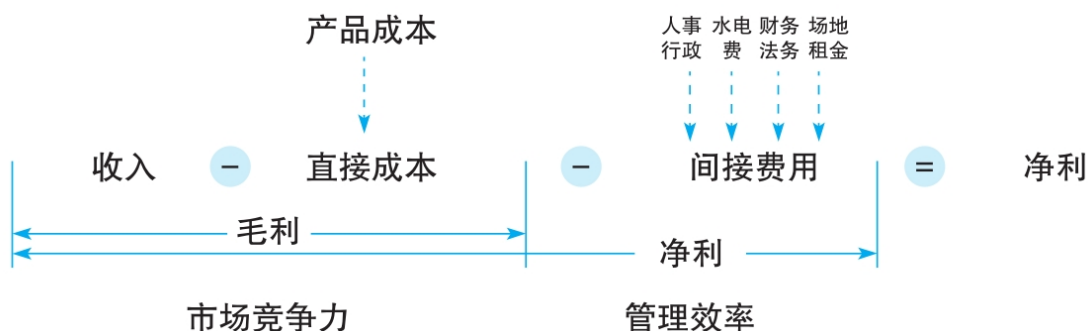 产品成本
人事 水电 财务 场地
行政 费 法务 租金
收入 − 直接成本 − 间接费用 = 净利
毛利
净利
市场竞争力 管理效率